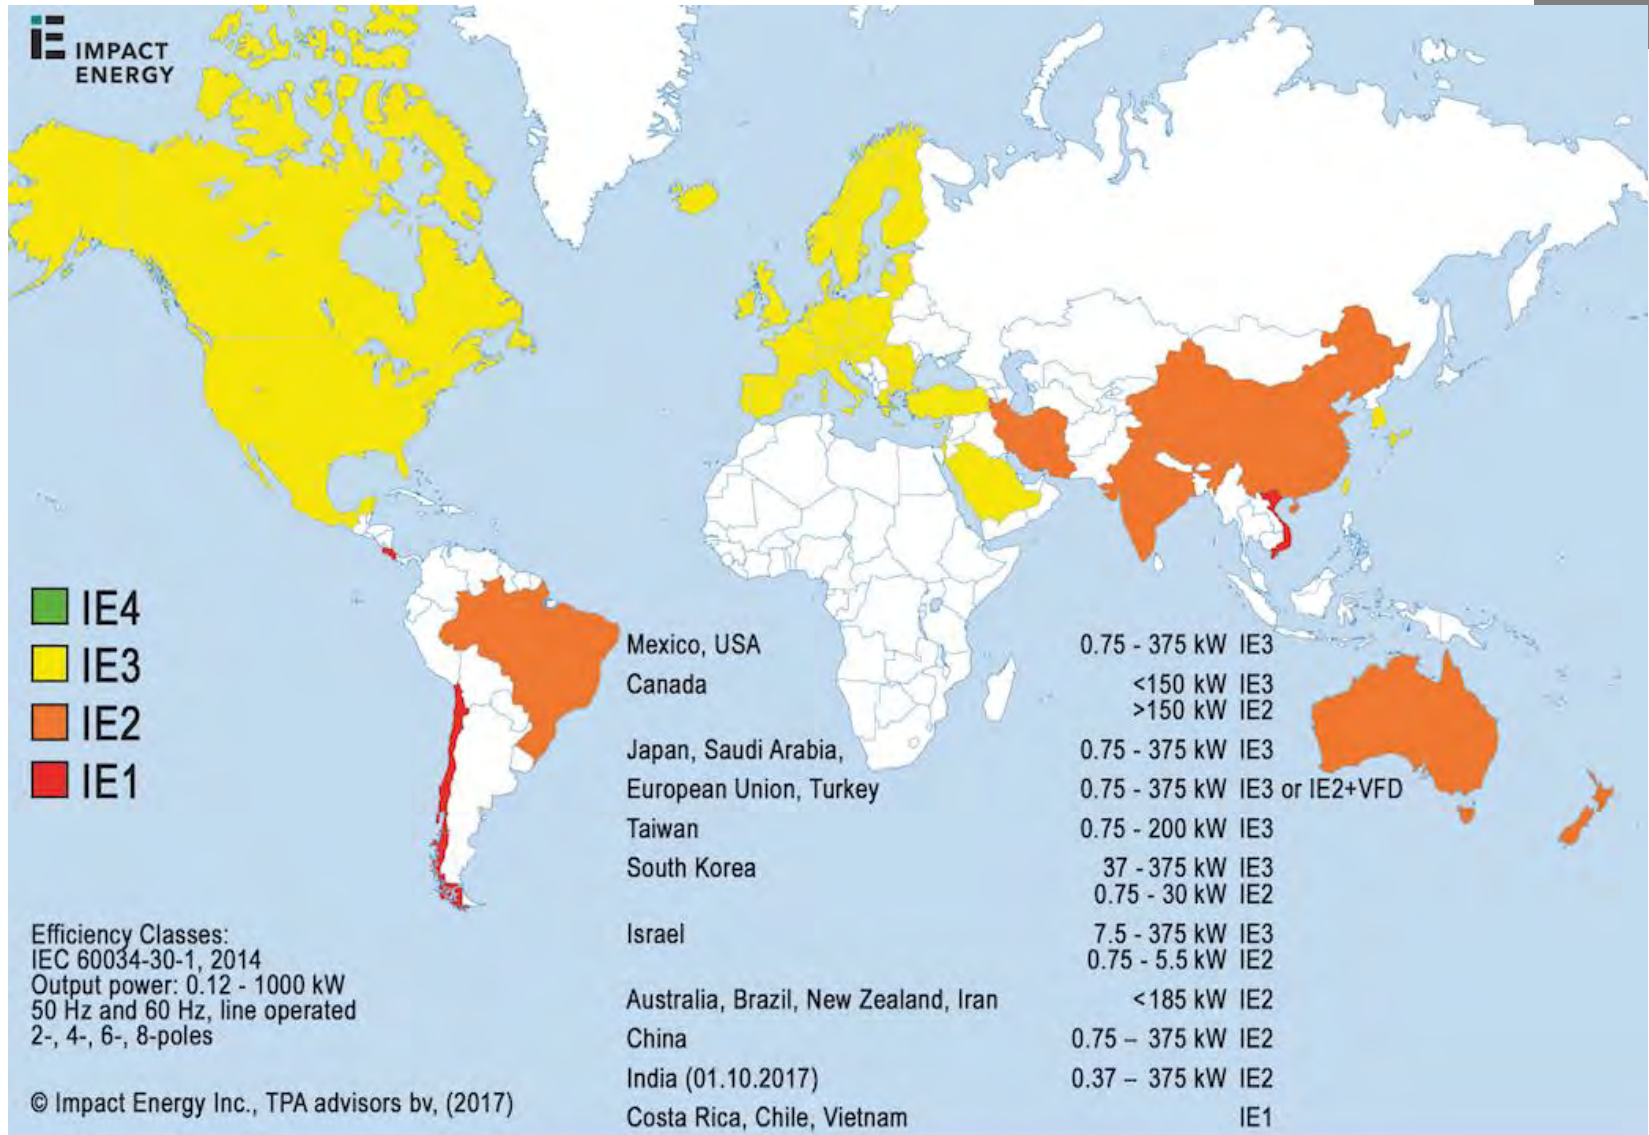 iE IMPACT
ENERGY
IE4
IE3
IE2
IE1
Efficiency Classes:
IEC 60034-30-1, 2014
Output power: 0.12 - 1000 kW
50 Hz and 60 Hz, line operated
2-, 4-, 6-, 8-poles
© Impact Energy Inc., TPA advisors bv, (2017)
Mexico, USA 0.75 - 375 kW IE3
Canada <150 kW IE3
>150 kW IE2
Japan, Saudi Arabia, 0.75 - 375 kW IE3
European Union, Turkey 0.75 - 375 kW IE3 or IE2+VFD
Taiwan 0.75 - 200 kW IE3
South Korea 37 - 375 kW IE3
0.75 - 30 kW IE2
Israel 7.5 - 375 kW IE3
0.75 - 5.5 kW IE2
Australia, Brazil, New Zealand, Iran <185 kW IE2
China 0.75 – 375 kW IE2
India (01.10.2017) 0.37 – 375 kW IE2
Costa Rica, Chile, Vietnam IE1